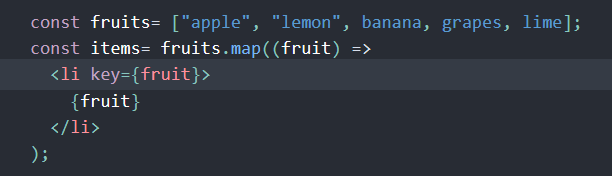 const fruits= ["apple", "lemon", banana, grapes, lime];
const items= fruits.map((fruit) =>
<li key={fruit}>
{fruit}
</li>
);